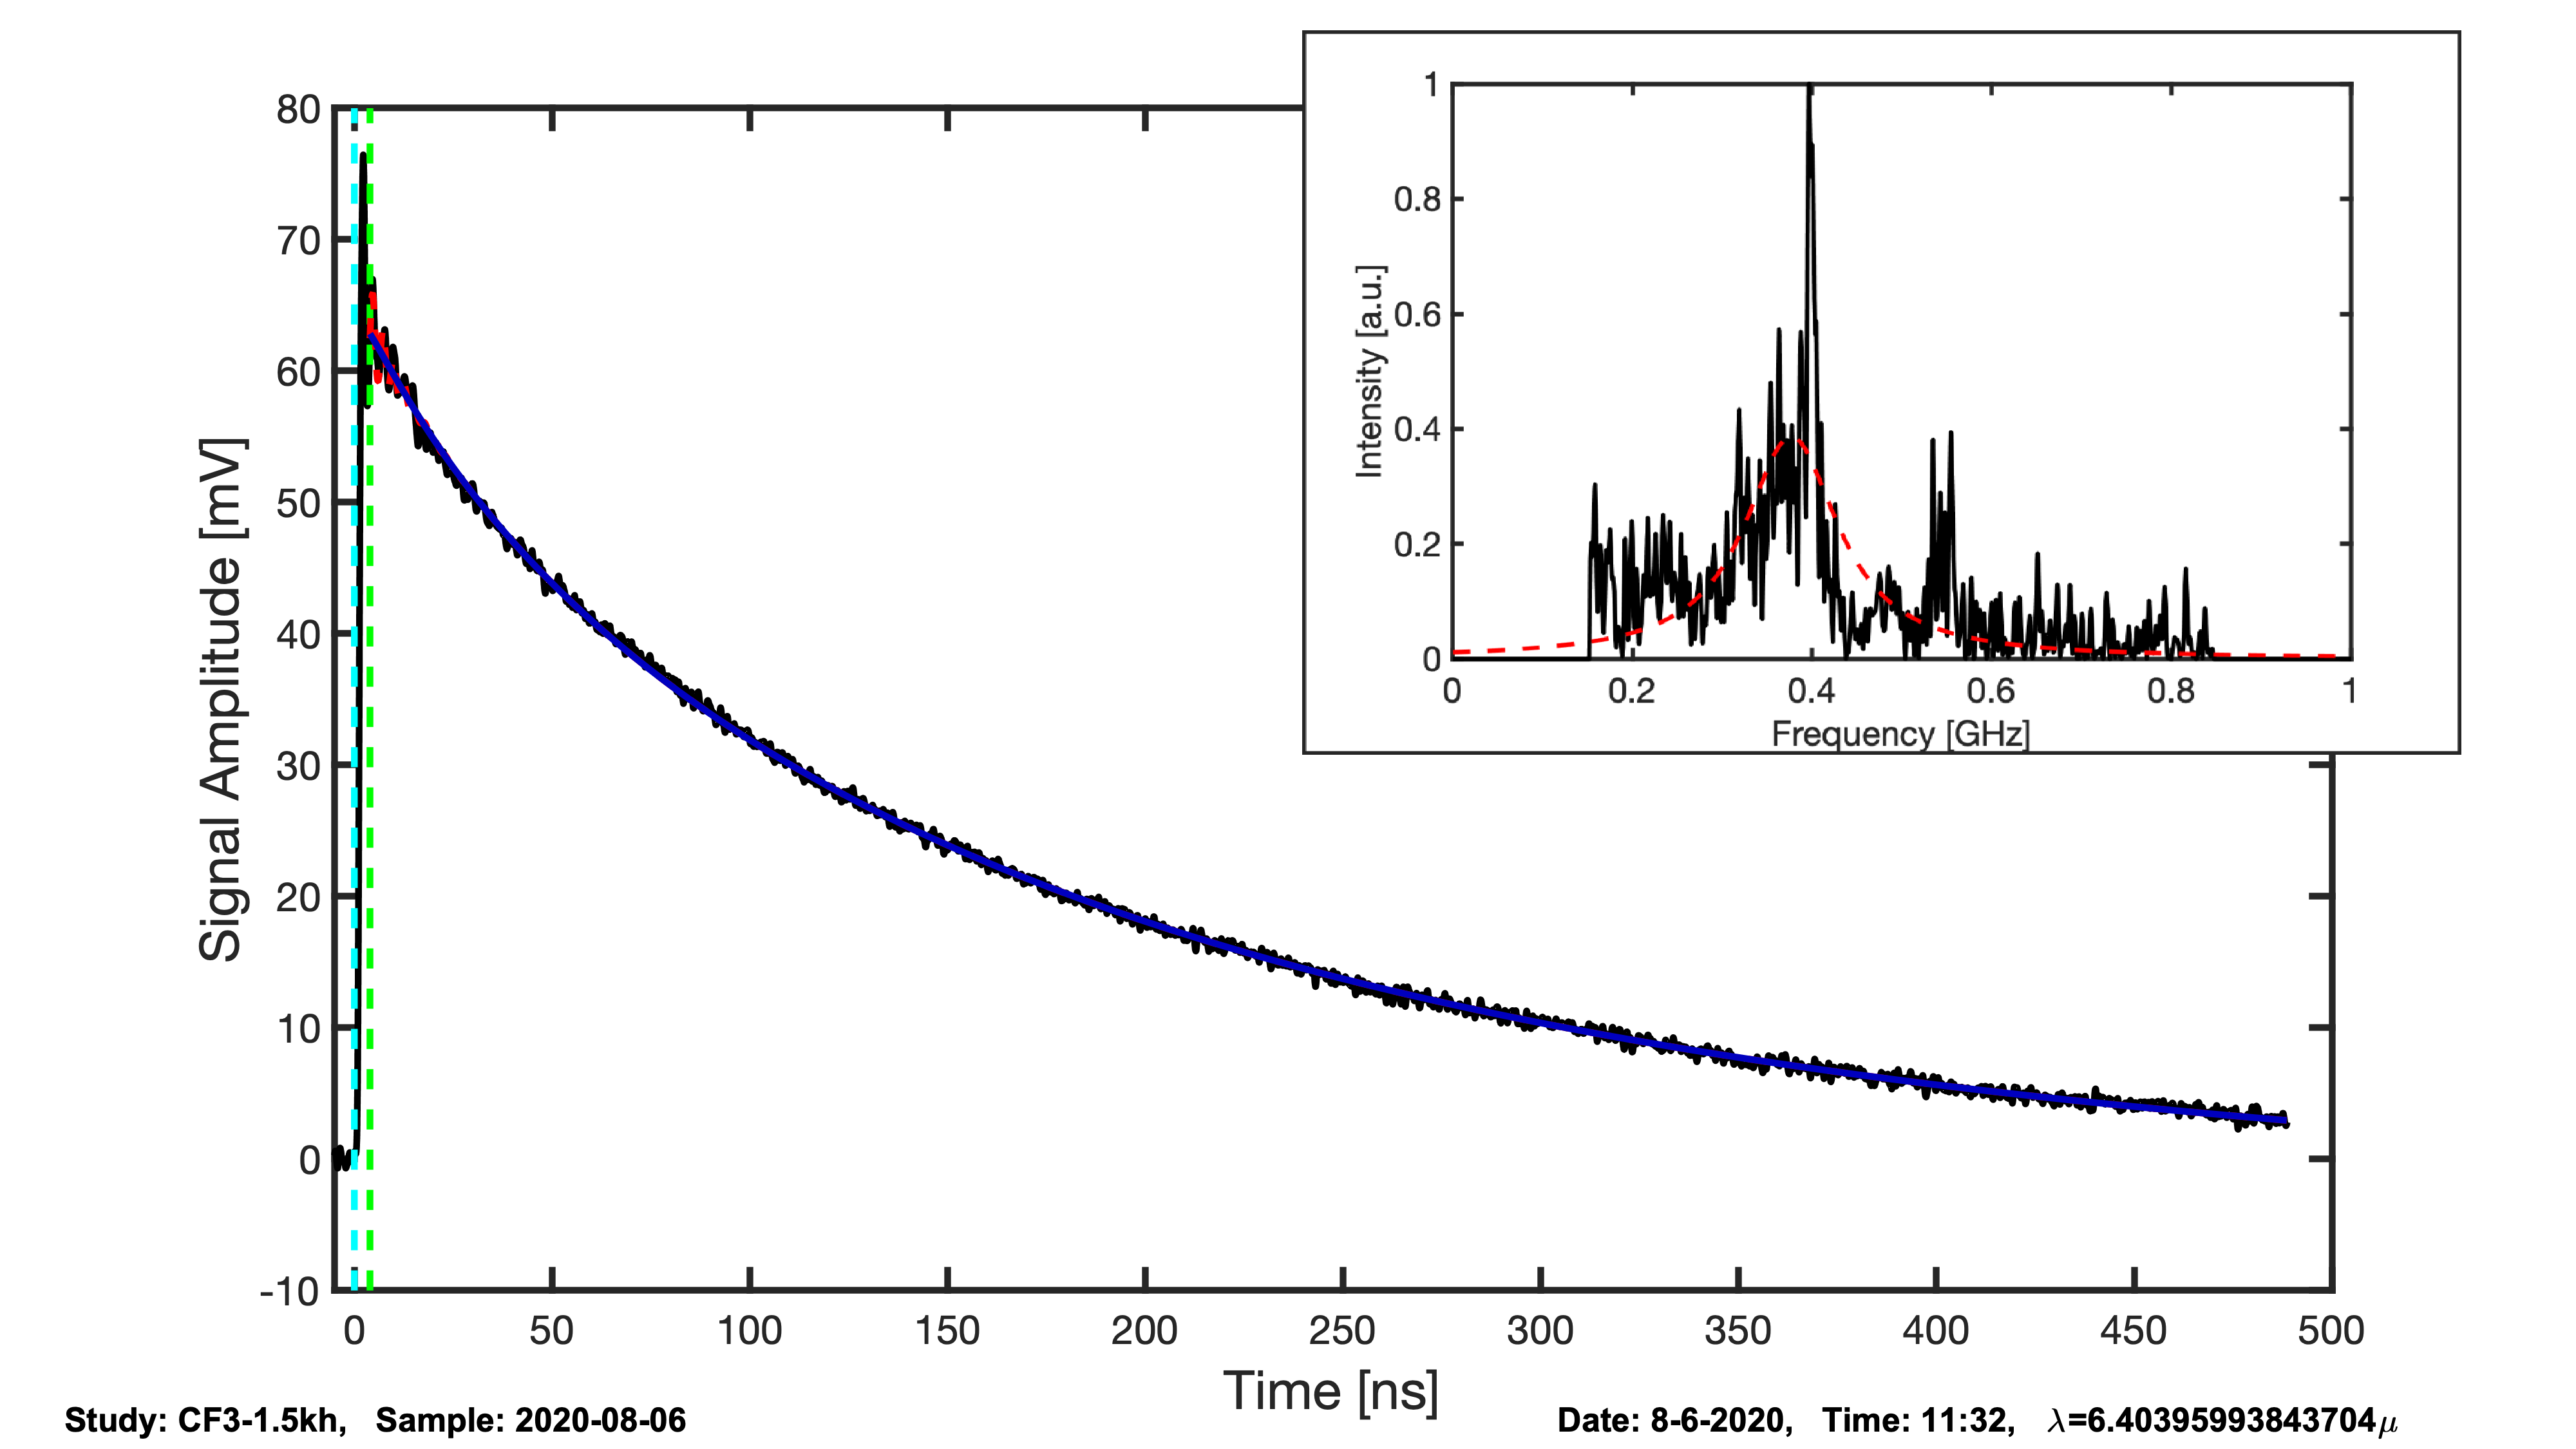 1
0.8
0.6
0.4
0.2
0
Intensity [a.u.]
0 0.2 0.4 0.6 0.8 1
Frequency [GHz]
80
70
60
50
40
30
20
10
0
-10
Signal Amplitude [mV]
0 50 100 150 200 250 300 350 400 450 500
Time [ns]
Study: CF3-1.5kh, Sample: 2020-08-06
Date: 8-6-2020, Time: 11:32, λ=6.40395993843704μ